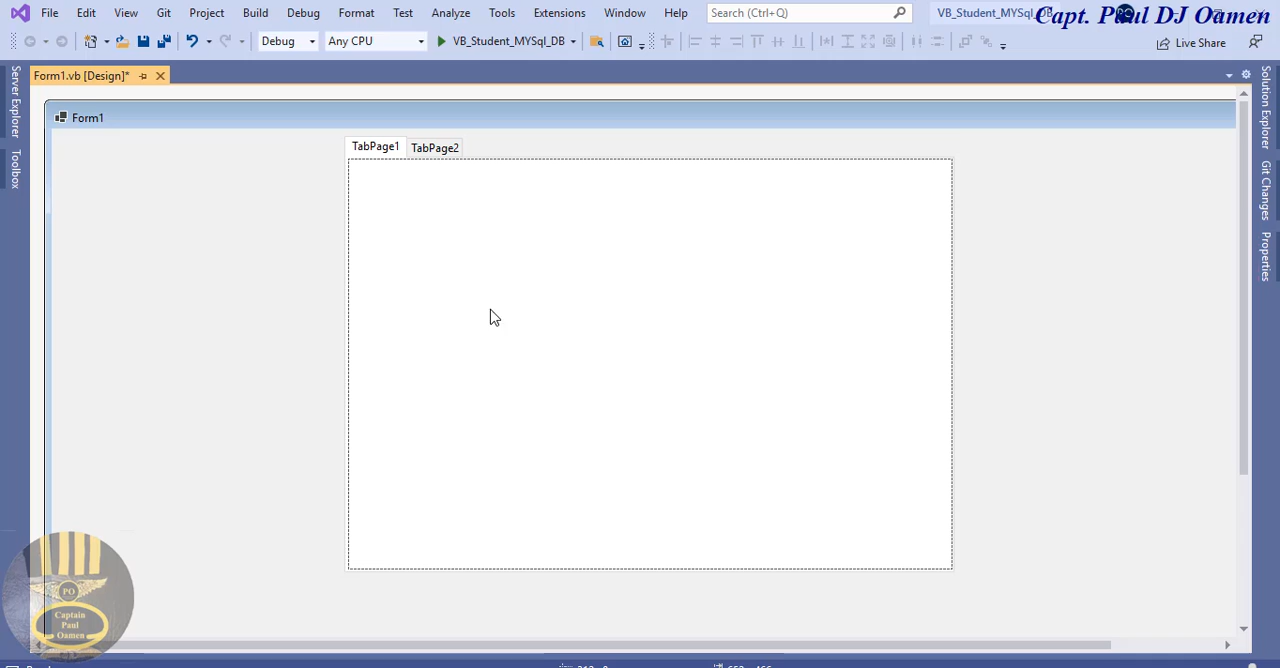 File Edit View Git Project Build Debug Format Test Analyze Tools Extensions Window Help Search (Ctrl+Q) VB_Student_MYSql_DB
Capt. Paul DJ Oamen
Debug Any CPU VB_Student_MYSql_DB Live Share
Form1.vb [Design]*
Server Explorer
Toolbox
Form1
TabPage1 TabPage2
Solution Explorer
Git Changes
Properties
PO
Captain
Paul
Oamen